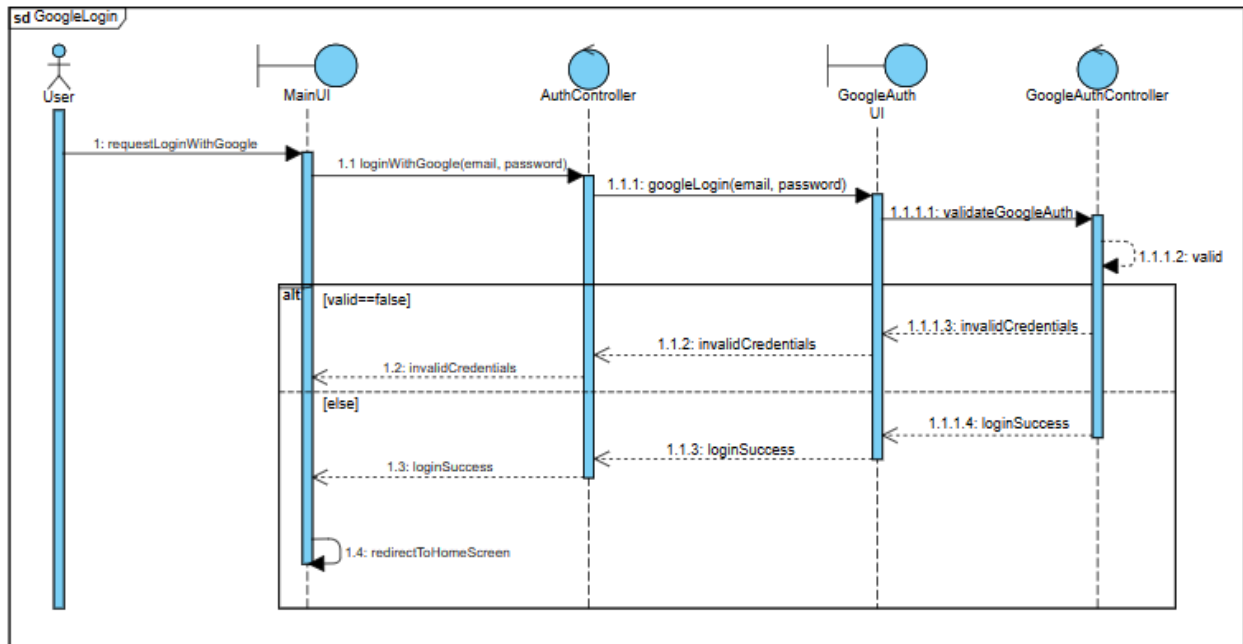 sd GoogleLogin
User
MainUI
AuthController
GoogleAuth
UI
GoogleAuthController
1: requestLoginWithGoogle
1.1 loginWithGoogle(email, password)
1.1.1: googleLogin(email, password)
1.1.1.1: validateGoogleAuth
1.1.1.2: valid
alt
[valid==false]
1.1.1.3: invalidCredentials
1.1.2: invalidCredentials
1.2: invalidCredentials
[else]
1.1.1.4: loginSuccess
1.1.3: loginSuccess
1.3: loginSuccess
1.4: redirectToHomeScreen